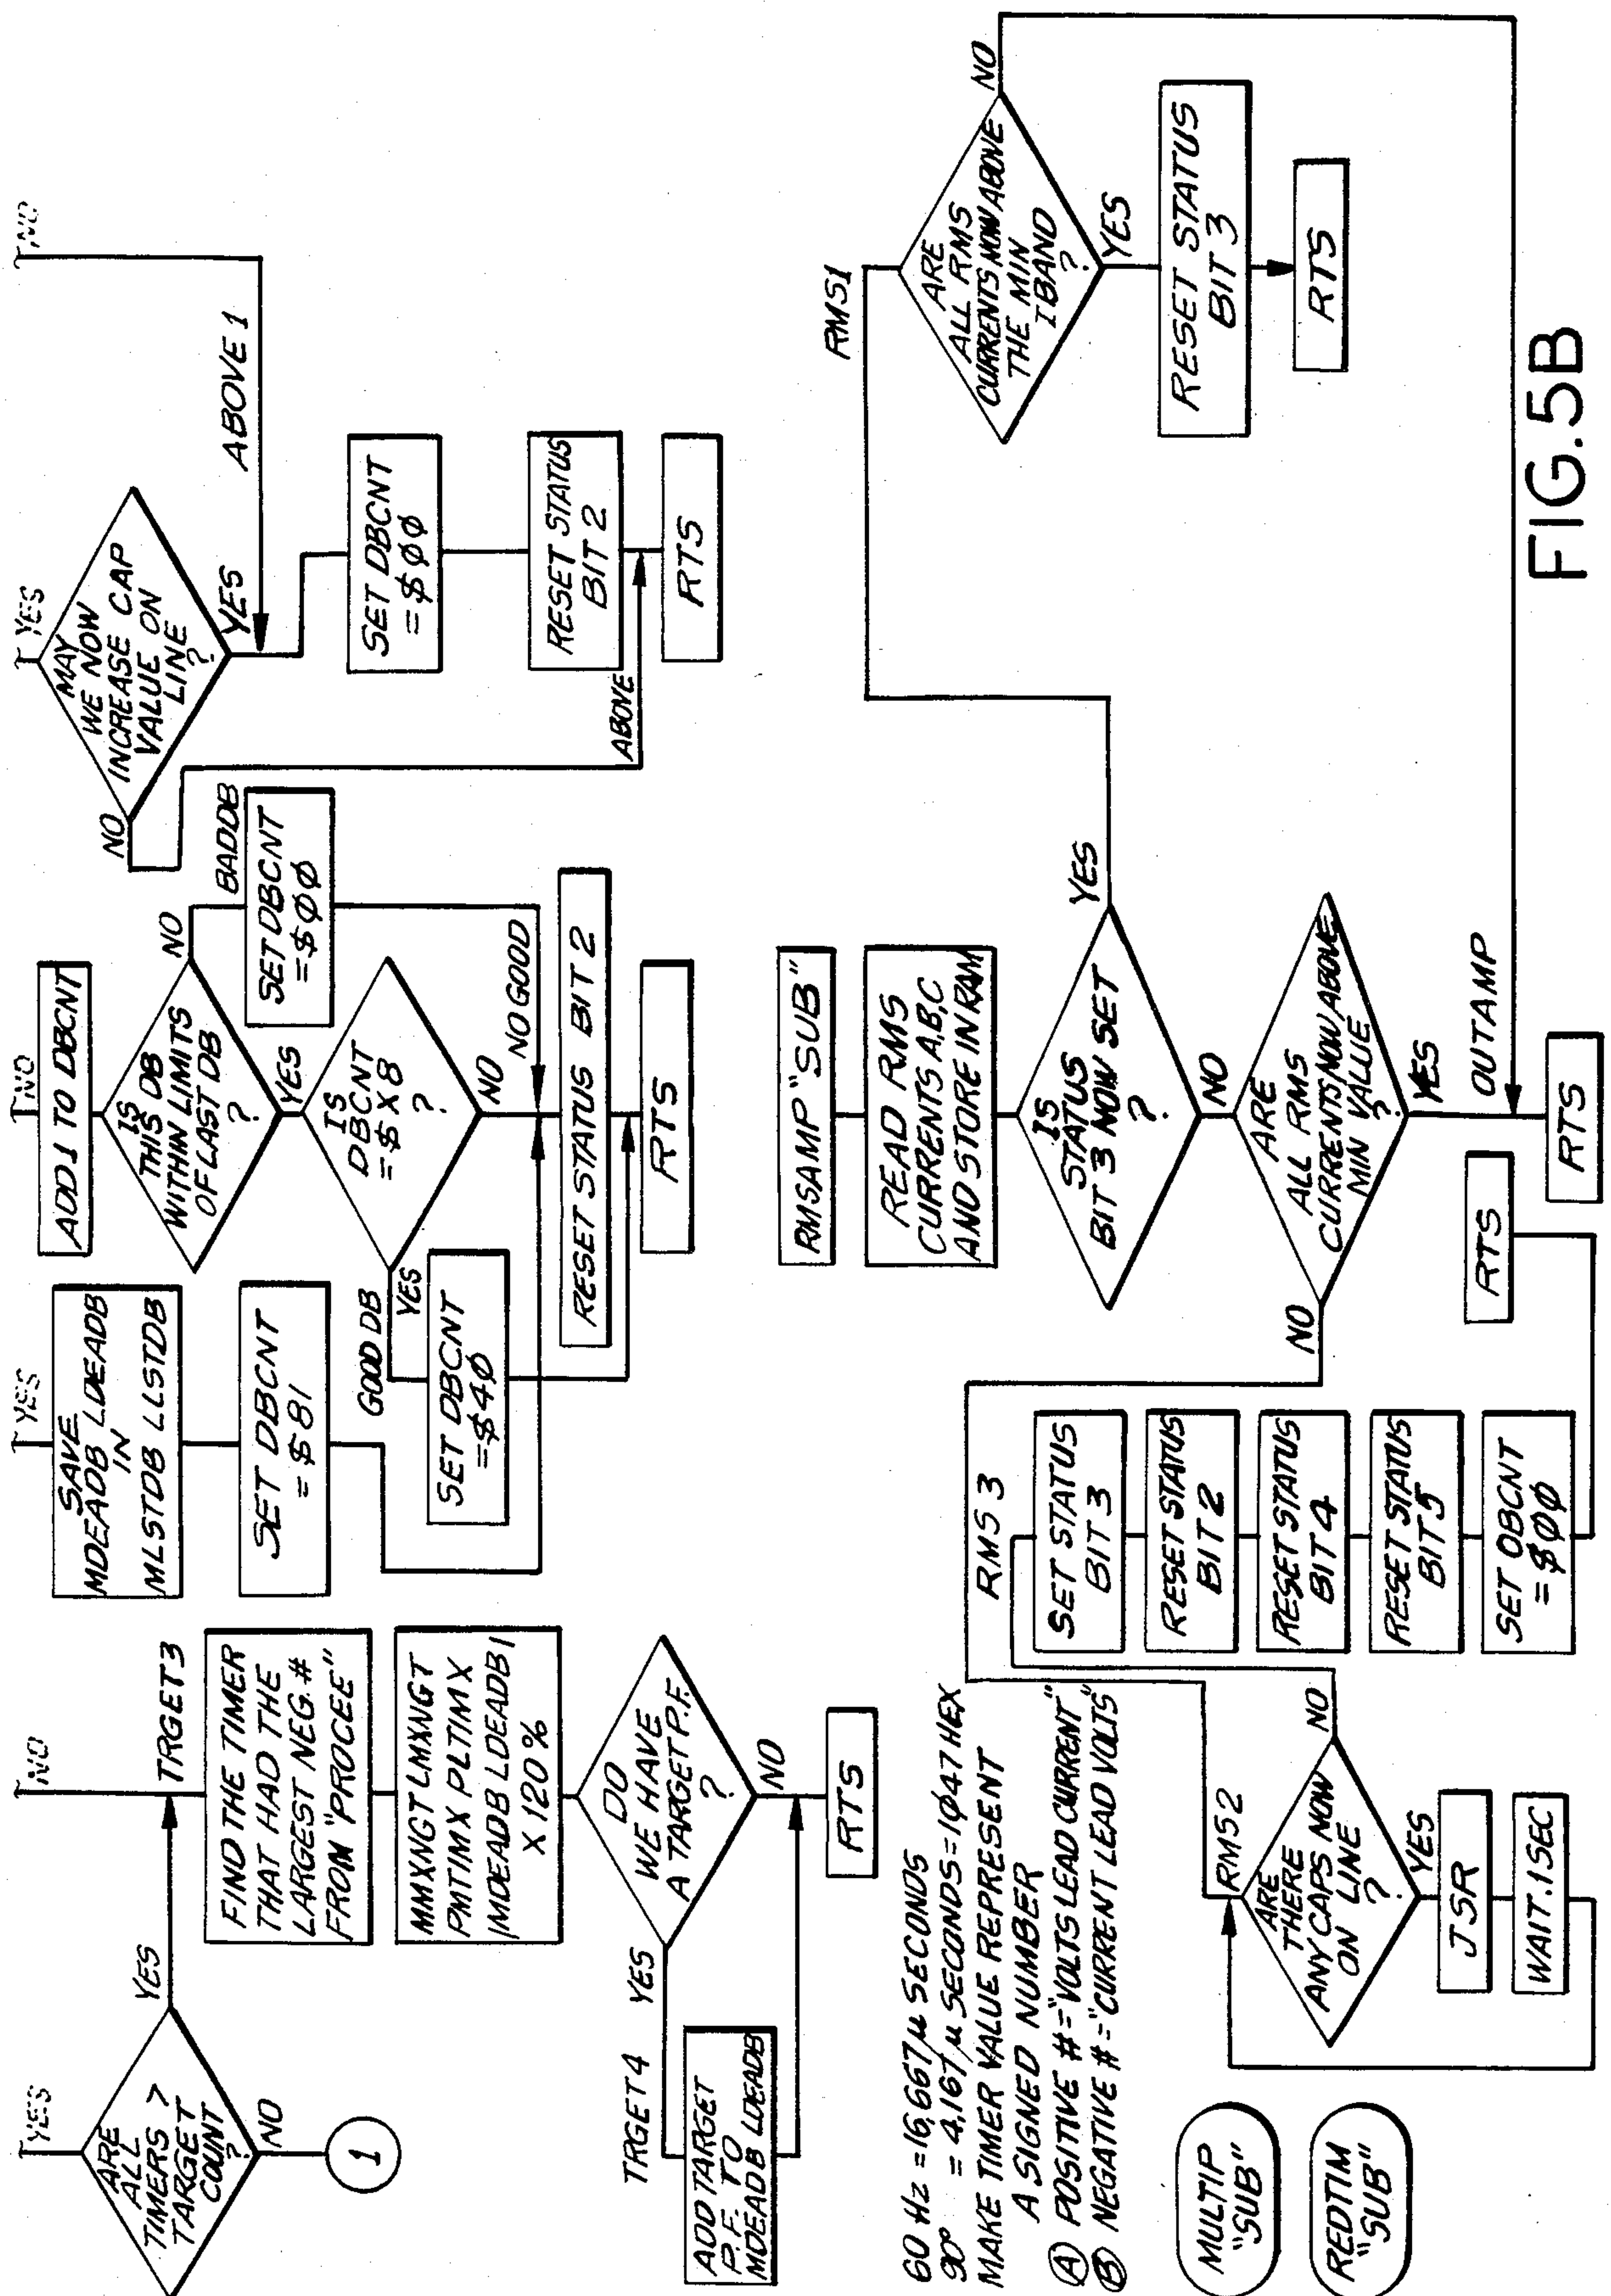 YES
ARE
ALL
TIMERS >
TARGET
COUNT
?
YES
NO
1
NO
TRGET3
FIND THE TIMER
THAT HAD THE
LARGEST NEG.#
FROM "PROCEE"
MMXNGT LMXNGT
PMTIMX PLTIMX
MDEADB LDEADB1
X 120%
DO
WE HAVE
A TARGET P.F.
?
YES
NO
TRGET4
ADD TARGET
P.F. TO
MDEADB LDEADB
RTS
YES
SAVE
MDEADB LDEADB
IN
MLSTDB LLSTDB
SET DBCNT
= $81
NO
ADD 1 TO DBCNT
IS
THIS DB
WITHIN LIMITS
OF LAST DB
?
NO
BADDB
SET DBCNT
= $ØØ
YES
IS
DBCNT
= $X8
?
GOOD DB
YES
SET DBCNT
=$4Ø
NO
NO GOOD
RESET STATUS BIT 2
RTS
YES
MAY
WE NOW
INCREASE CAP
VALUE ON
LINE
?
NO
YES
NO
ABOVE 1
SET DBCNT
= $ØØ
RESET STATUS
BIT 2
ABOVE
RTS
60 Hz = 16,667 µ SECONDS
90° = 4,167 µ SECONDS = 1Ø47 HEX
MAKE TIMER VALUE REPRESENT
A SIGNED NUMBER
A POSITIVE # = "VOLTS LEAD CURRENT"
B NEGATIVE # = "CURRENT LEAD VOLTS"
MULTIP
"SUB"
REDTIM
"SUB"
RMS2
ARE
THERE
ANY CAPS NOW
ON LINE
?
NO
YES
JSR
WAIT.1SEC
RMS 3
SET STATUS
BIT 3
RESET STATUS
BIT 2
RESET STATUS
BIT 4
RESET STATUS
BIT 5
SET OBCNT
= $ØØ
RTS
RMSAMP "SUB"
READ RMS
CURRENTS A,B,C
AND STORE IN RAM
IS
STATUS
BIT 3 NOW SET
?
YES
NO
ARE
ALL RMS
CURRENTS NOW ABOVE
MIN VALUE
?
NO
YES
OUTAMP
RTS
RMS1
ARE
ALL RMS
CURRENTS NOW ABOVE
THE MIN
I BAND
?
NO
YES
RESET STATUS
BIT 3
RTS
FIG.5B